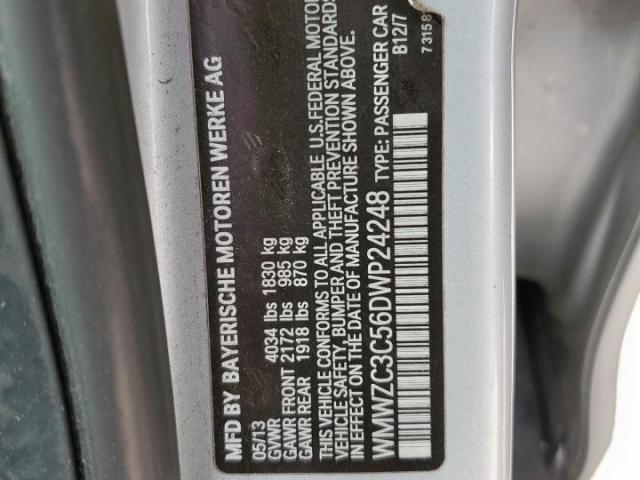 MFD BY BAYERISCHE MOTOREN WERKE AG
05/13
GVWR 4034 lbs 1830 kg
GAWR FRONT 2172 lbs 985 kg
GAWR REAR 1918 lbs 870 kg
THIS VEHICLE CONFORMS TO ALL APPLICABLE U.S.FEDERAL MOTOR
VEHICLE SAFETY, BUMPER AND THEFT PREVENTION STANDARDS
IN EFFECT ON THE DATE OF MANUFACTURE SHOWN ABOVE.
WMWZC3C56DWP24248 TYPE: PASSENGER CAR
B12/7
73158